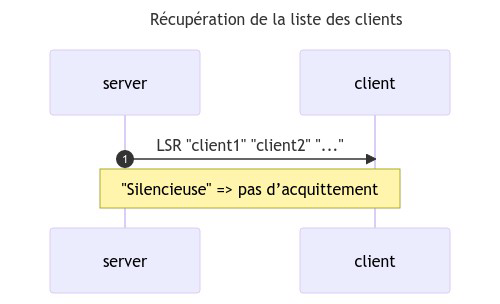 Récupération de la liste des clients
server
client
LSR "client1" "client2" "..."
1
"Silencieuse" => pas d’acquittement
server
client